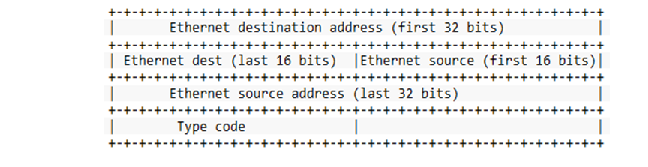 +-+-+-+-+-+-+-+-+-+-+-+-+-+-+-+-+-+-+-+-+-+-+-+-+-+-+-+-+-+-+-+-+
|       Ethernet destination address (first 32 bits)            |
+-+-+-+-+-+-+-+-+-+-+-+-+-+-+-+-+-+-+-+-+-+-+-+-+-+-+-+-+-+-+-+-+
| Ethernet dest (last 16 bits)  |Ethernet source (first 16 bits)|
+-+-+-+-+-+-+-+-+-+-+-+-+-+-+-+-+-+-+-+-+-+-+-+-+-+-+-+-+-+-+-+-+
|       Ethernet source address (last 32 bits)                  |
+-+-+-+-+-+-+-+-+-+-+-+-+-+-+-+-+-+-+-+-+-+-+-+-+-+-+-+-+-+-+-+-+
|        Type code              |                               |
+-+-+-+-+-+-+-+-+-+-+-+-+-+-+-+-+-+-+-+-+-+-+-+-+-+-+-+-+-+-+-+-+